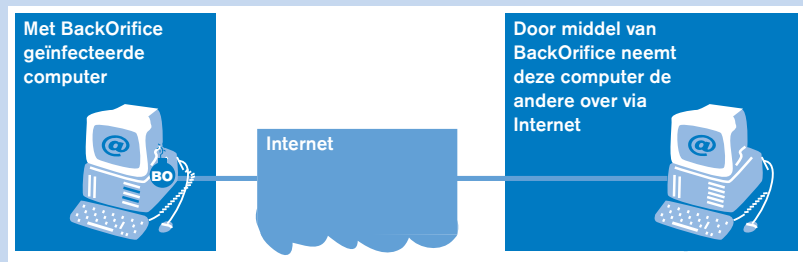 Met BackOrifice
geïnfecteerde
computer
@
BO
Internet
Door middel van
BackOrifice neemt
deze computer de
andere over via
Internet
@